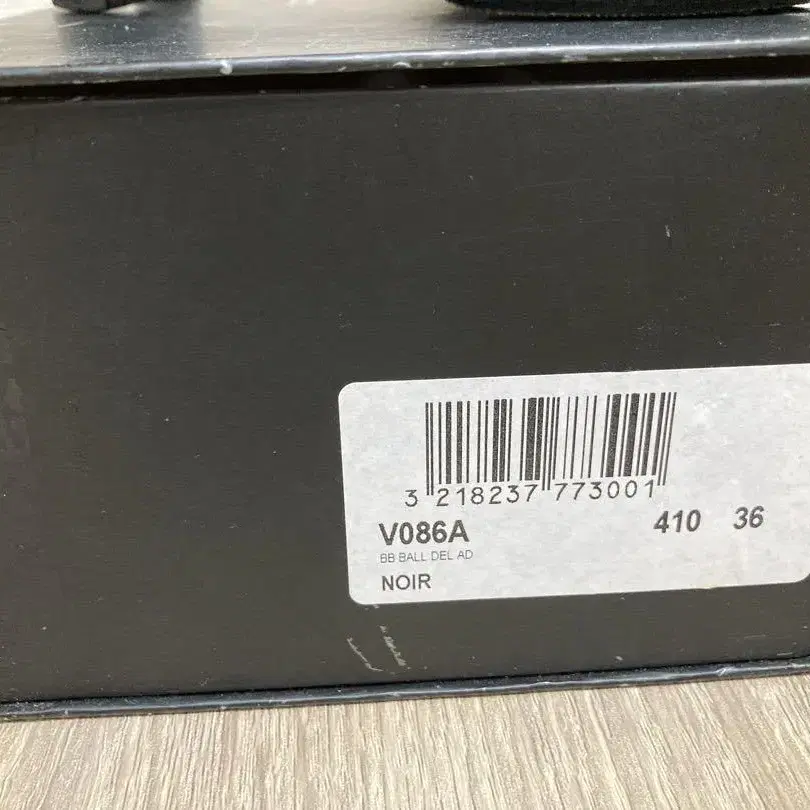 3 218237 773001
V086A 410 36
BB BALL DEL AD
NOIR